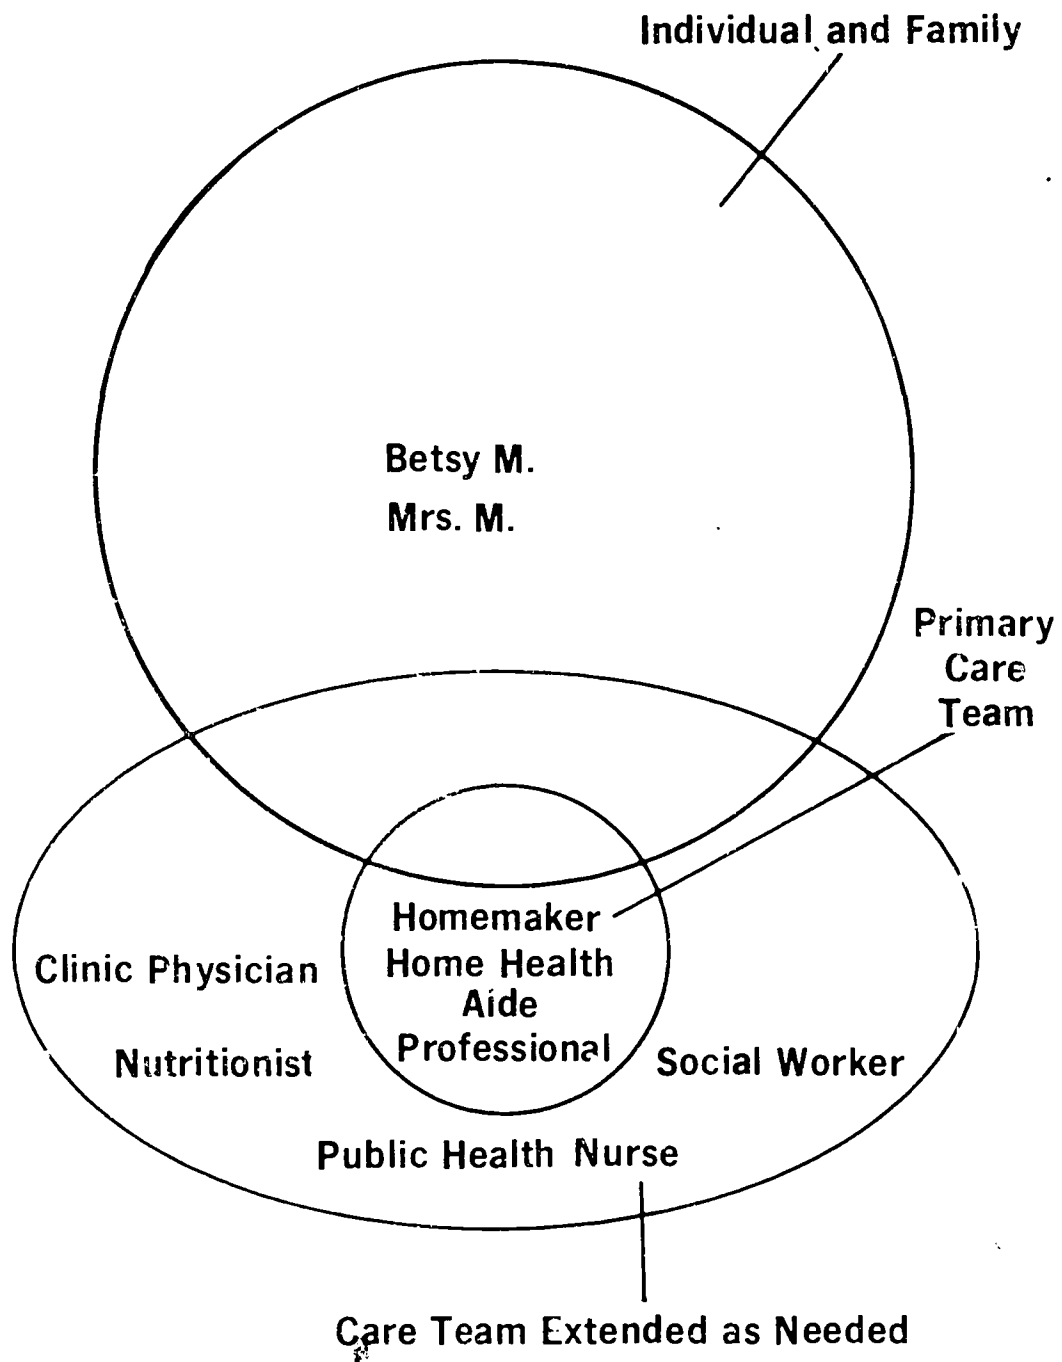 Individual and Family
Betsy M.
Mrs. M.
Primary
Care
Team
Homemaker
Home Health
Aide
Professional
Clinic Physician
Nutritionist
Social Worker
Public Health Nurse
Care Team Extended as Needed